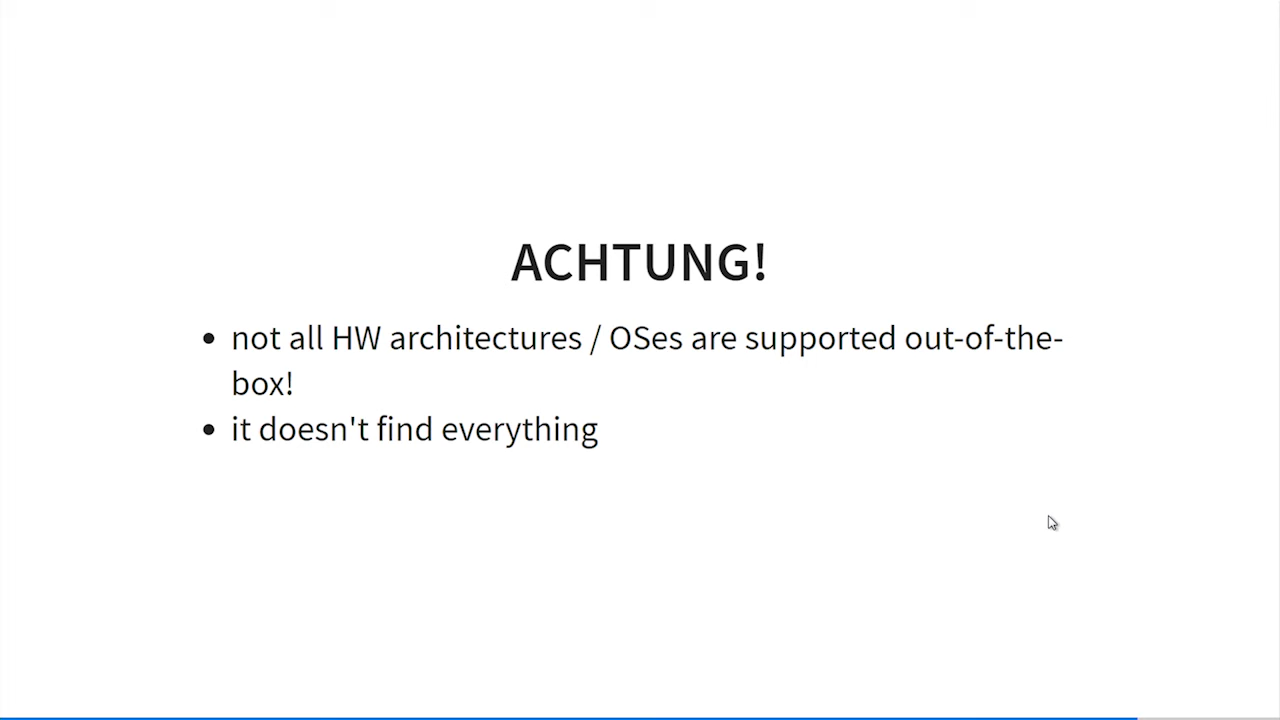 ACHTUNG!
not all HW architectures / OSes are supported out-of-the-
box!
it doesn't find everything